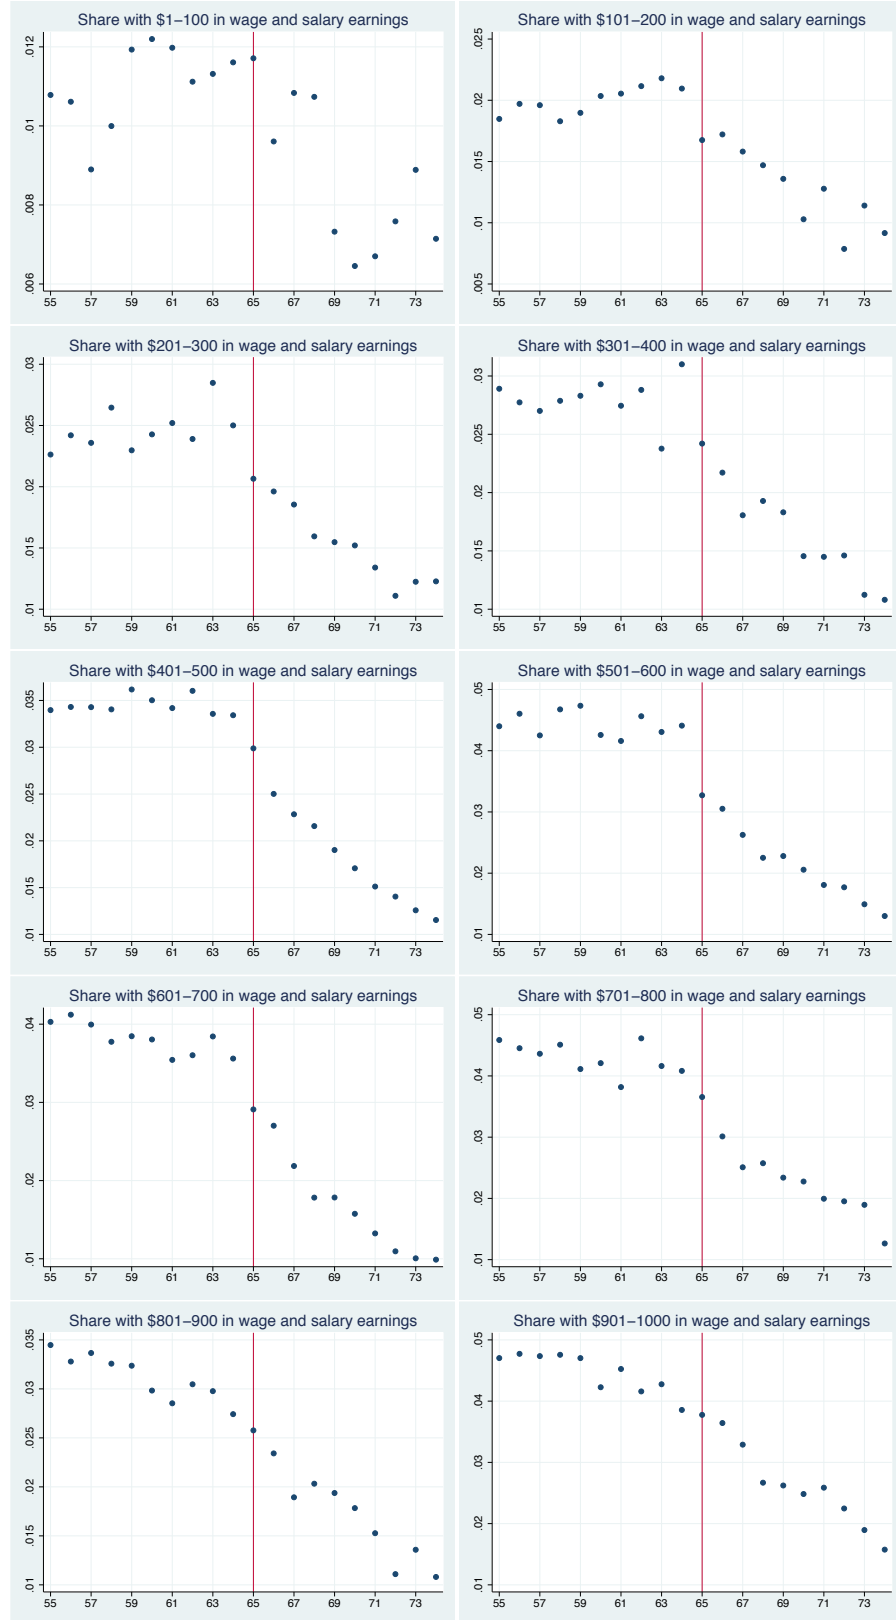 Share with $1–100 in wage and salary earnings
.012
.01
.008
.006
55 57 59 61 63 65 67 69 71 73
Share with $101–200 in wage and salary earnings
.025
.02
.015
.01
.005
55 57 59 61 63 65 67 69 71 73
Share with $201–300 in wage and salary earnings
.03
.025
.02
.015
.01
55 57 59 61 63 65 67 69 71 73
Share with $301–400 in wage and salary earnings
.03
.025
.02
.015
.01
55 57 59 61 63 65 67 69 71 73
Share with $401–500 in wage and salary earnings
.035
.03
.025
.02
.015
.01
55 57 59 61 63 65 67 69 71 73
Share with $501–600 in wage and salary earnings
.05
.04
.03
.02
.01
55 57 59 61 63 65 67 69 71 73
Share with $601–700 in wage and salary earnings
.04
.03
.02
.01
55 57 59 61 63 65 67 69 71 73
Share with $701–800 in wage and salary earnings
.05
.04
.03
.02
.01
55 57 59 61 63 65 67 69 71 73
Share with $801–900 in wage and salary earnings
.035
.03
.025
.02
.015
.01
55 57 59 61 63 65 67 69 71 73
Share with $901–1000 in wage and salary earnings
.05
.04
.03
.02
.01
55 57 59 61 63 65 67 69 71 73